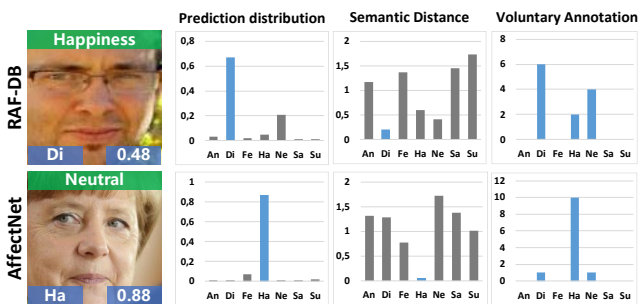 Prediction distribution Semantic Distance Voluntary Annotation
RAF-DB
Happiness
Di 0.48
0,8
0,6
0,4
0,2
0
An Di Fe Ha Ne Sa Su
2
1,5
1
0,5
0
An Di Fe Ha Ne Sa Su
8
6
4
2
0
An Di Fe Ha Ne Sa Su
AffectNet
Neutral
Ha 0.88
1
0,8
0,6
0,4
0,2
0
An Di Fe Ha Ne Sa Su
2
1,5
1
0,5
0
An Di Fe Ha Ne Sa Su
12
10
8
6
4
2
0
An Di Fe Ha Ne Sa Su